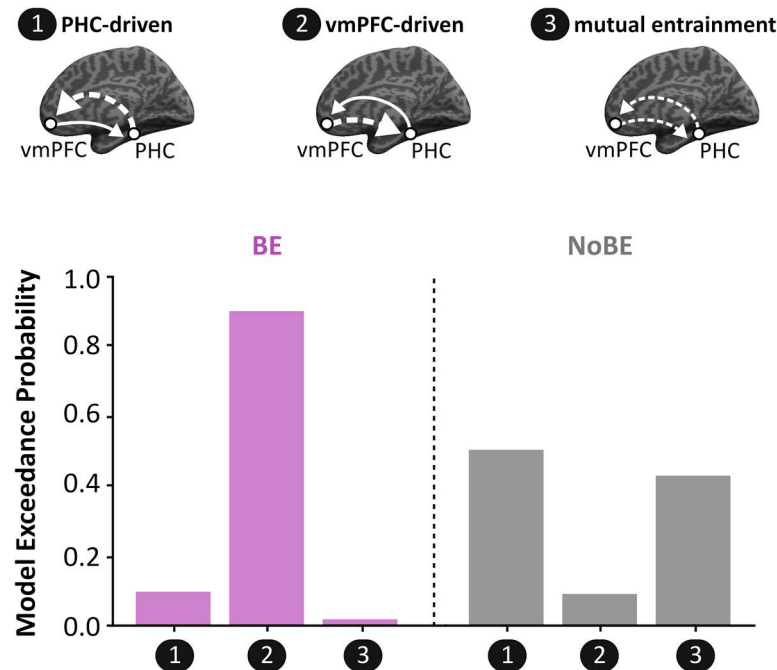 1 PHC-driven
2 vmPFC-driven
3 mutual entrainment
vmPFC PHC
vmPFC PHC
vmPFC PHC
BE
NoBE
Model Exceedance Probability
1.0
0.8
0.6
0.4
0.2
0.0
1 2 3
1 2 3